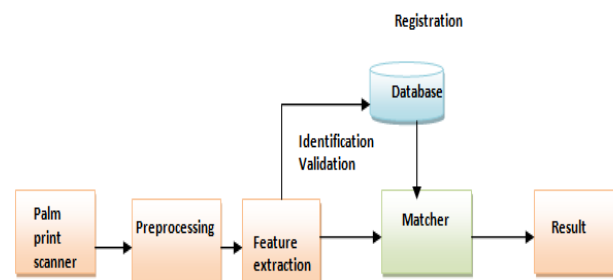 Registration
Database
Identification
Validation
Palm
print
scanner
Preprocessing
Feature
extraction
Matcher
Result